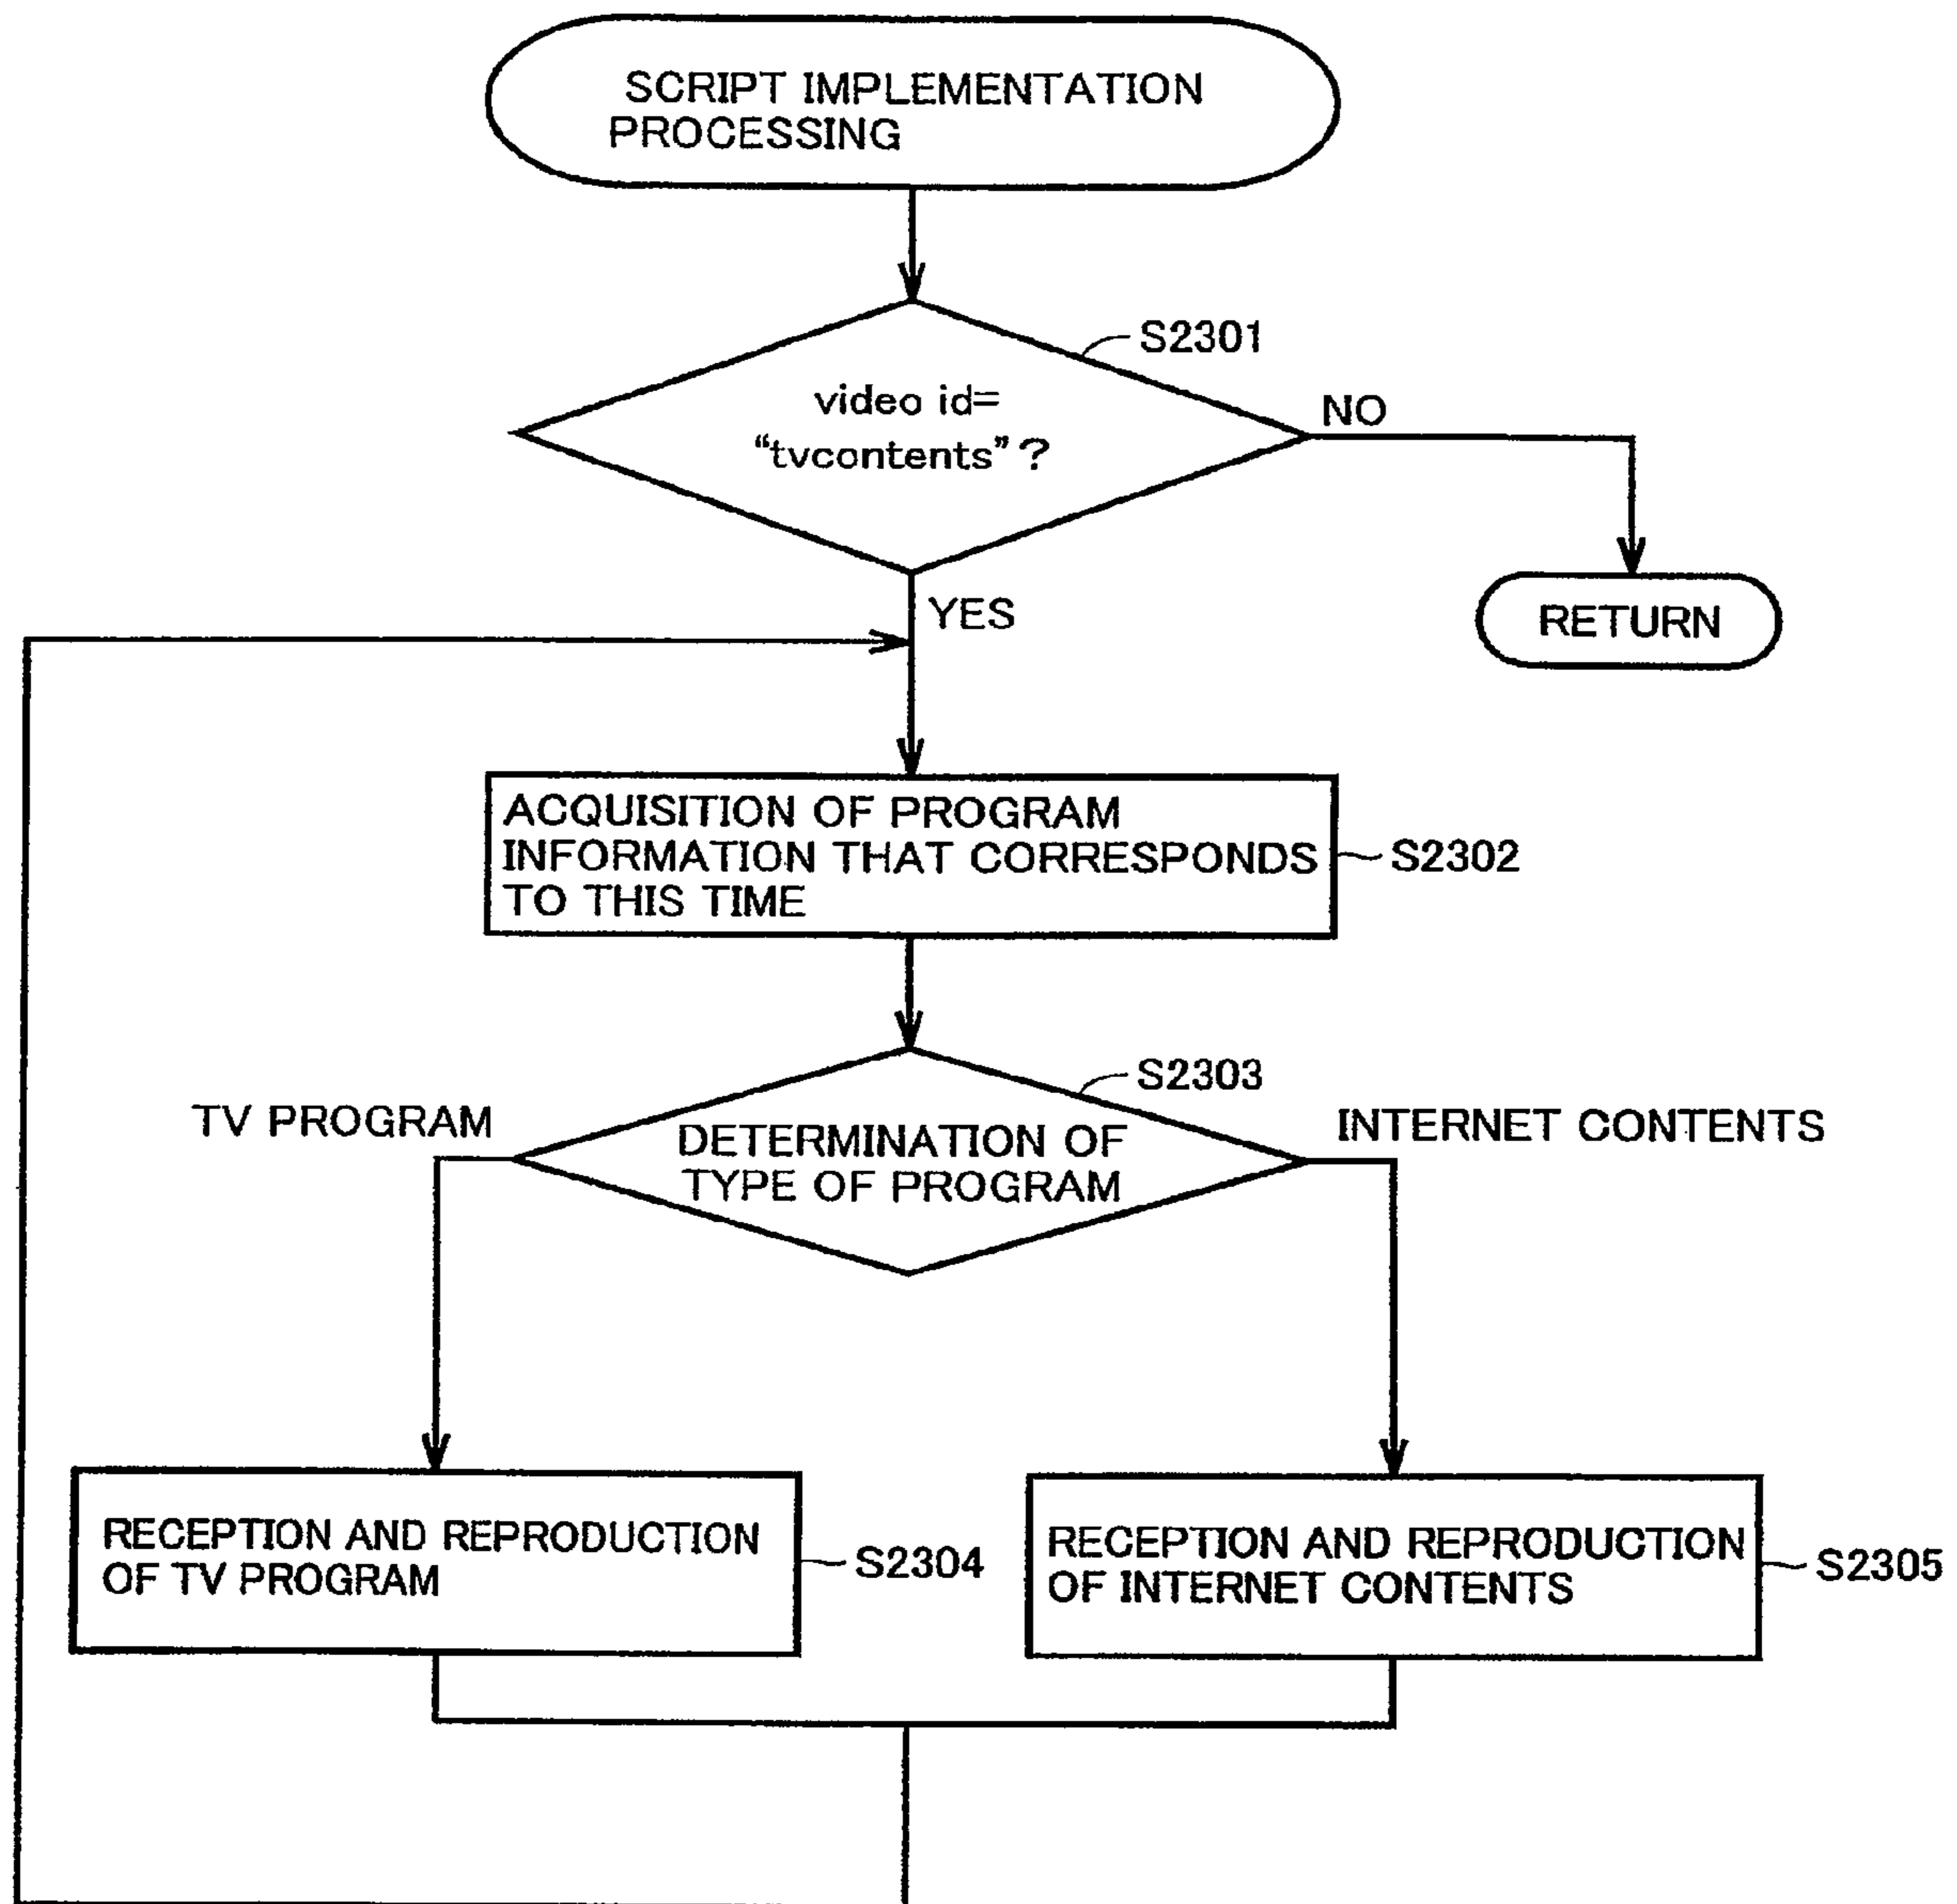 SCRIPT IMPLEMENTATION
PROCESSING
S2301
video id=
“tvcontents”?
NO
YES
RETURN
ACQUISITION OF PROGRAM
INFORMATION THAT CORRESPONDS
TO THIS TIME
S2302
S2303
TV PROGRAM
DETERMINATION OF
TYPE OF PROGRAM
INTERNET CONTENTS
RECEPTION AND REPRODUCTION
OF TV PROGRAM
S2304
RECEPTION AND REPRODUCTION
OF INTERNET CONTENTS
S2305